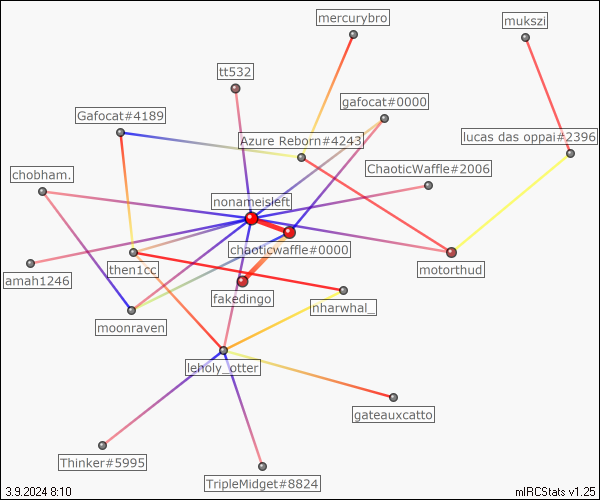 mercurybro
mukszi
tt532
gafocat#0000
Gafocat#4189
Azure Reborn#4243
lucas das oppai#2396
chobham.
ChaoticWaffle#2006
nonameisleft
chaoticwaffle#0000
amah1246
then1cc
motorthud
fakedingo
nharwhal_
moonraven
leholy_otter
gateauxcatto
Thinker#5995
TripleMidget#8824
3.9.2024 8:10
mIRCStats v1.25